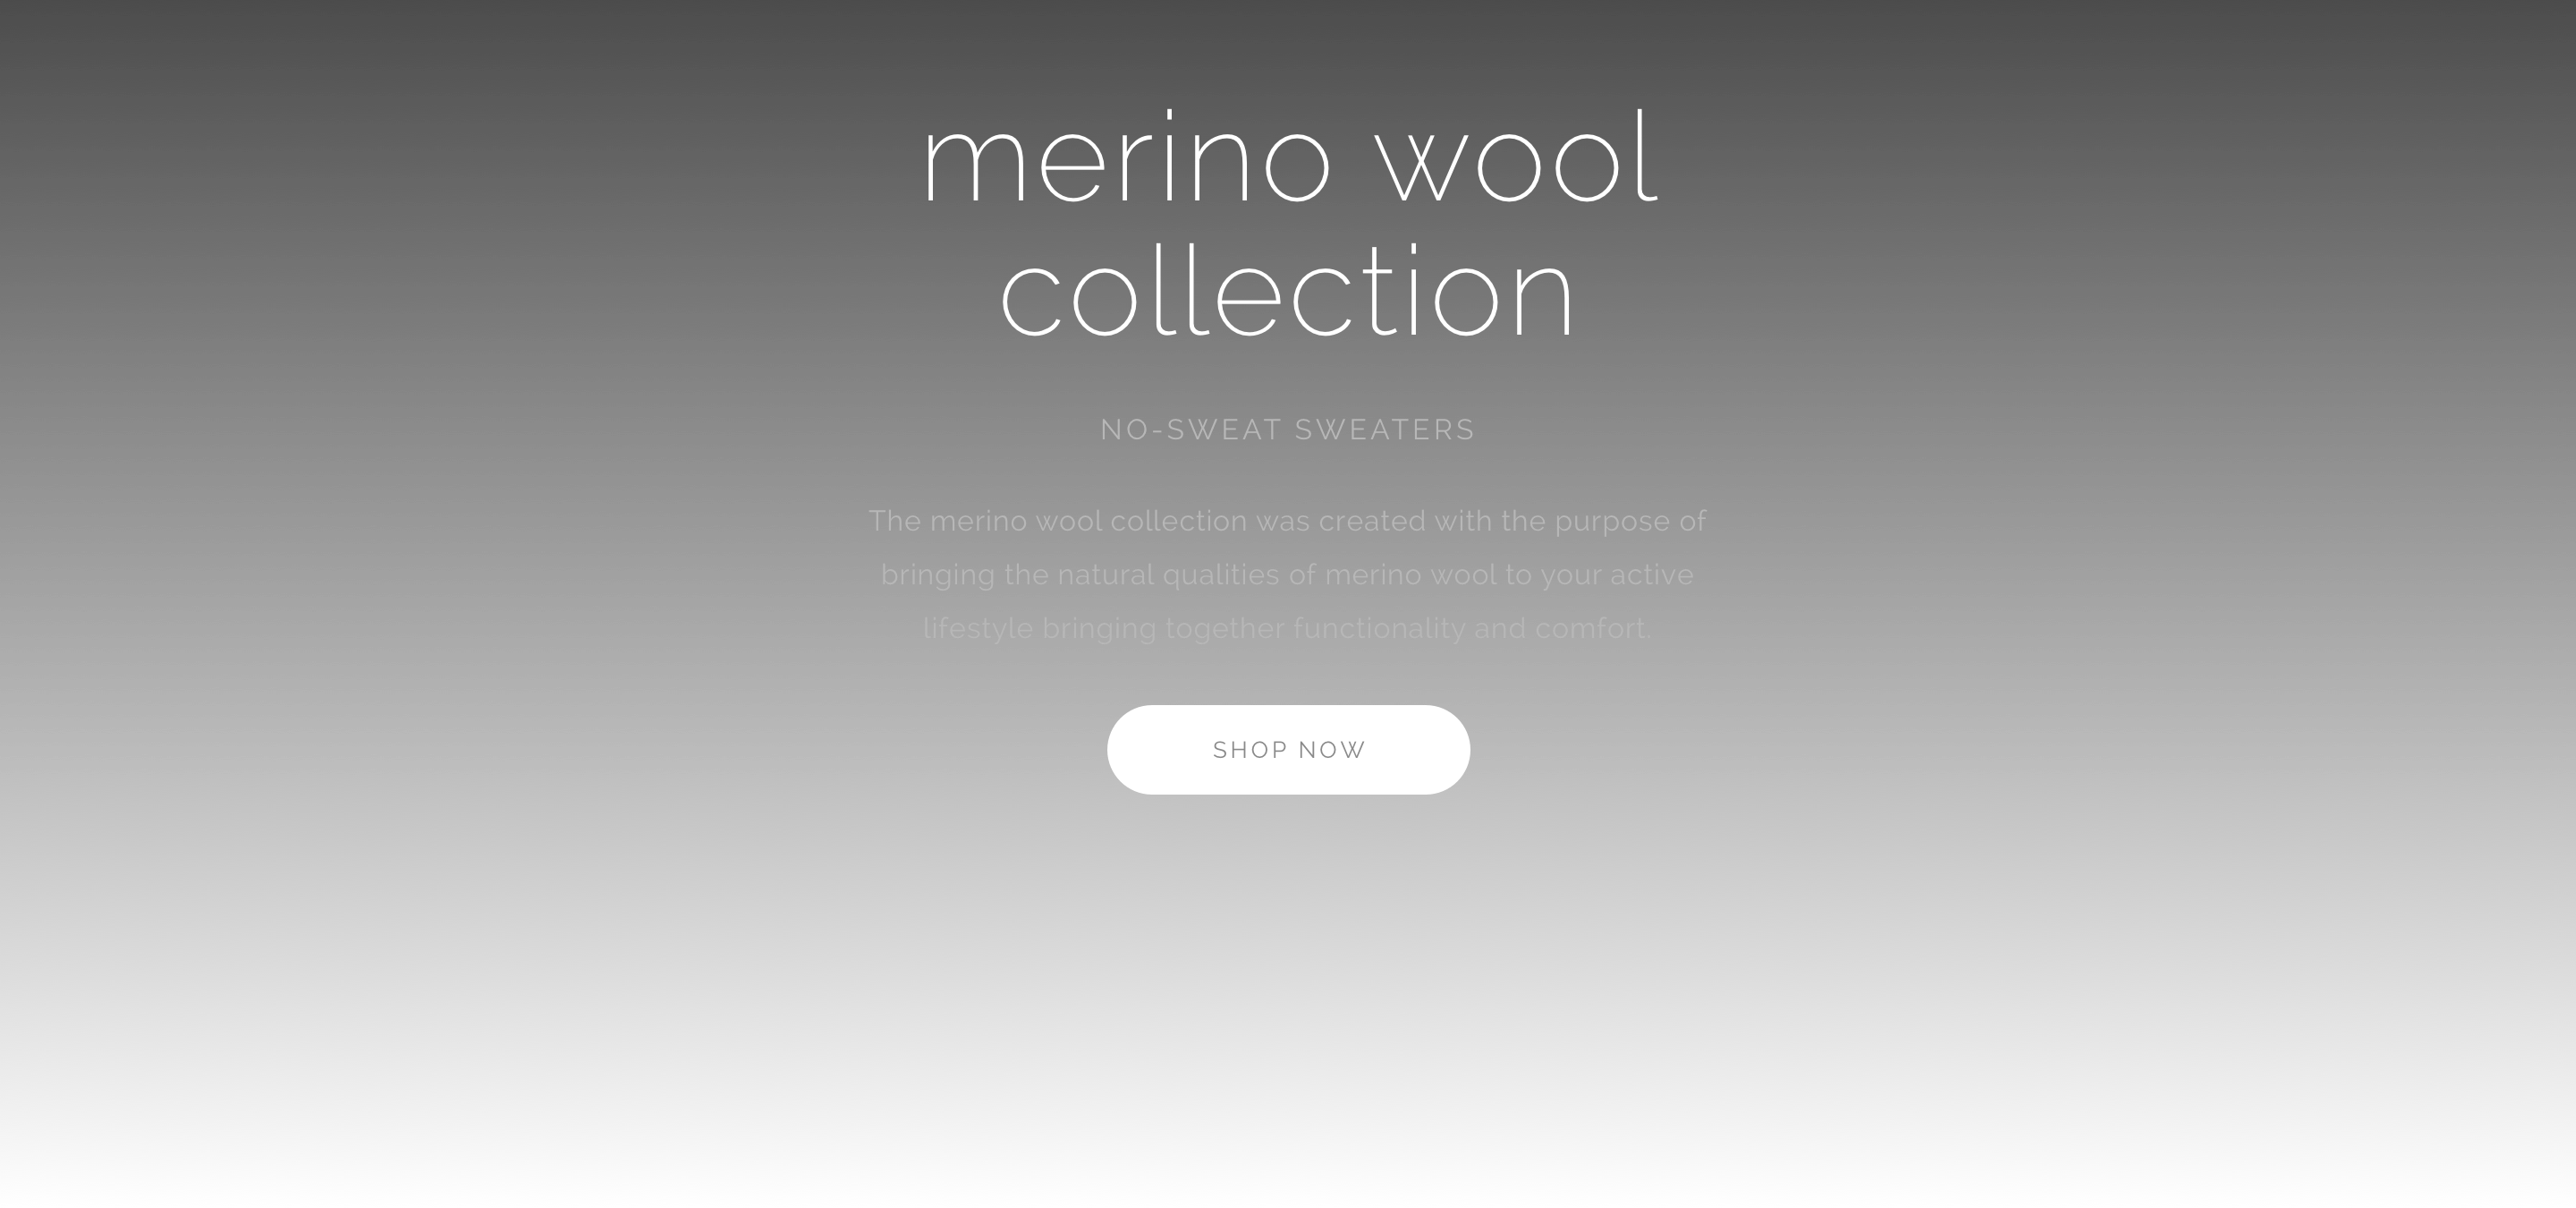 merino wool
collection
NO-SWEAT SWEATERS
The merino wool collection was created with the purpose of
bringing the natural qualities of merino wool to your active
lifestyle bringing together functionality and comfort.
SHOP NOW